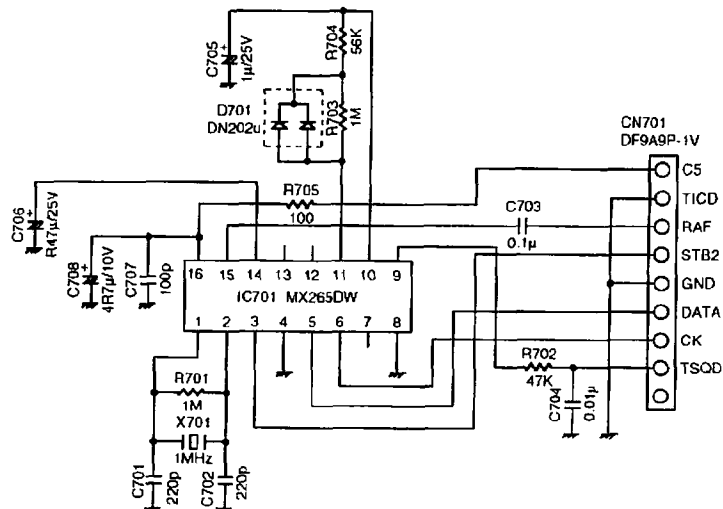 C705
1µ/25V
+
R704
56K
R703
1M
D701
DN202u
CN701
DF9A9P-1V
C5
TICD
RAF
STB2
GND
DATA
CK
TSQD
R705
100
C703
0.1µ
C706
R47µ/25V
+
C708
4R7µ/10V
+
C707
100p
16 15 14 13 12 11 10 9
IC701 MX265DW
1 2 3 4 5 6 7 8
R702
47K
C704
0.01µ
R701
1M
X701
1MHz
C701
220p
C702
220p